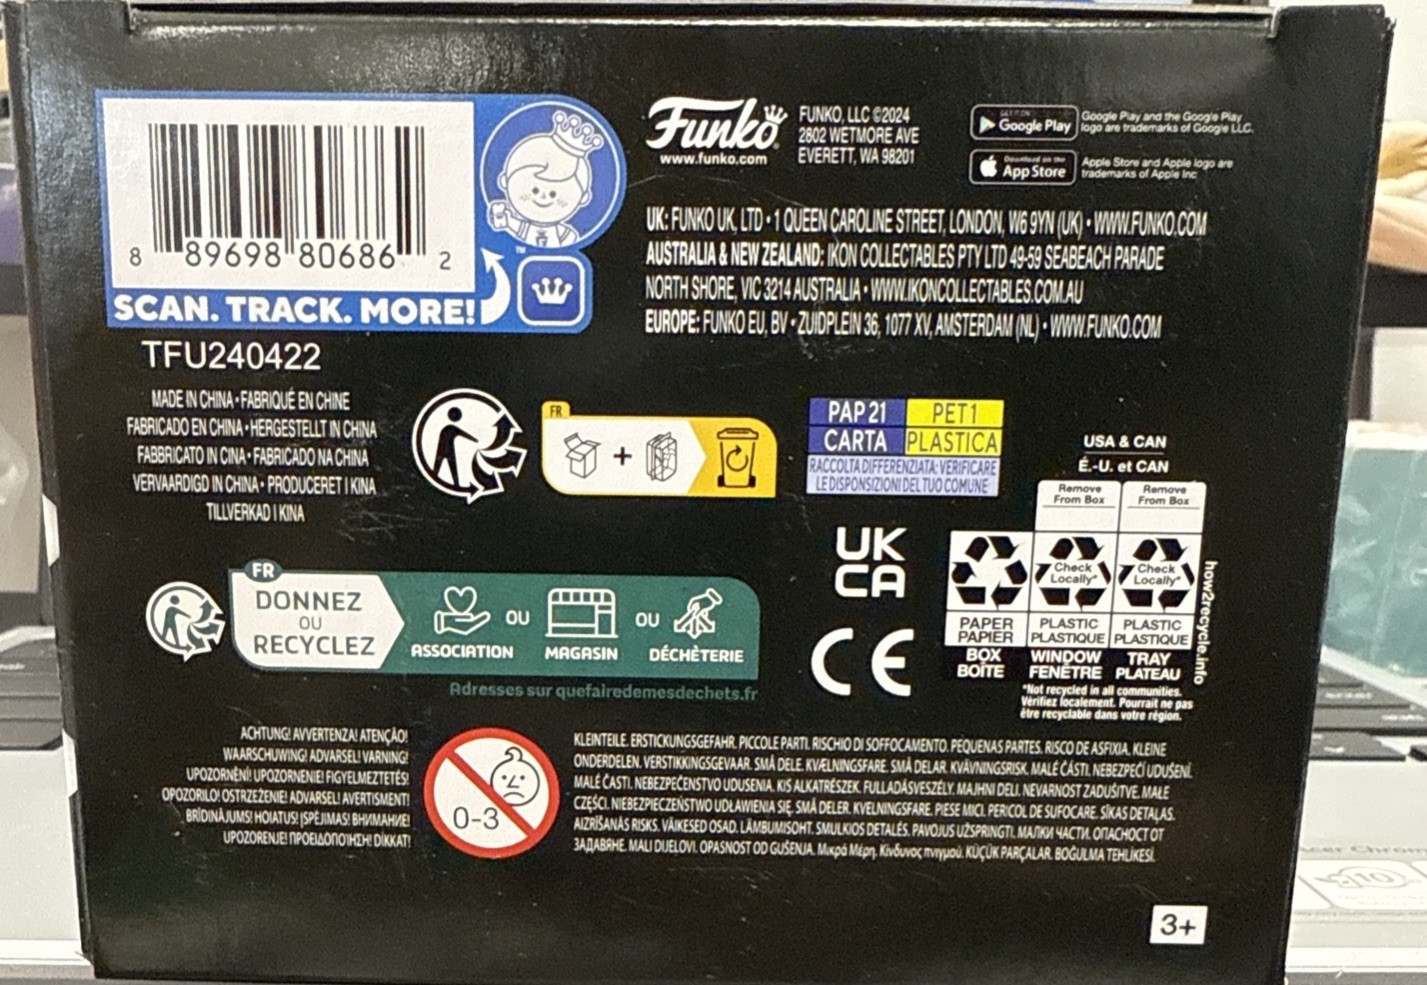 8 89698 80686 2
SCAN. TRACK. MORE!
™
TFU240422
Funko
www.funko.com
FUNKO, LLC ©2024
2802 WETMORE AVE
EVERETT, WA 98201
GET IT ON
Google Play
Google Play and the Google Play
logo are trademarks of Google LLC.
Download on the
App Store
Apple Store and Apple logo are
trademarks of Apple Inc
UK: FUNKO UK, LTD • 1 QUEEN CAROLINE STREET, LONDON, W6 9YN (UK) • WWW.FUNKO.COM
AUSTRALIA & NEW ZEALAND: IKON COLLECTABLES PTY LTD 49-59 SEABEACH PARADE
NORTH SHORE, VIC 3214 AUSTRALIA • WWW.IKONCOLLECTABLES.COM.AU
EUROPE: FUNKO EU, BV • ZUIDPLEIN 36, 1077 XV, AMSTERDAM (NL) • WWW.FUNKO.COM
MADE IN CHINA • FABRIQUÉ EN CHINE
FABRICADO EN CHINA • HERGESTELLT IN CHINA
FABBRICATO IN CINA • FABRICADO NA CHINA
VERVAARDIGD IN CHINA • PRODUCERET I KINA
TILLVERKAD I KINA
FR
+
PAP 21 PET1
CARTA PLASTICA
RACCOLTA DIFFERENZIATA: VERIFICARE
LE DISPONSIZIONI DEL TUO COMUNE
USA & CAN
É.-U. et CAN
Remove
From Box
Remove
From Box
Check
Locally*
Check
Locally*
PAPER
PAPIER
PLASTIC
PLASTIQUE
PLASTIC
PLASTIQUE
BOX
BOÎTE
WINDOW
FENÊTRE
TRAY
PLATEAU
how2recycle.info
*Not recycled in all communities.
Vérifiez localement. Pourrait ne pas
être recyclable dans votre région.
UK
CA
CE
FR
DONNEZ
OU
RECYCLEZ
ASSOCIATION
OU
MAGASIN
OU
DÉCHÈTERIE
Adresses sur quefairedemesdechets.fr
ACHTUNG! AVVERTENZA! ATENÇÃO!
WAARSCHUWING! ADVARSEL! VARNING!
UPOZORNĚNÍ! UPOZORNENIE! FIGYELMEZTETÉS!
OPOZORILO! OSTRZEŻENIE! ADVARSEL! AVERTISMENT!
BRĪDINĀJUMS! HOIATUS! ĮSPĖJIMAS! ВНИМАНИЕ!
UPOZORENJE! ΠΡΟΕΙΔΟΠΟΊΗΣΗ! DİKKAT!
0-3
KLEINTEILE. ERSTICKUNGSGEFAHR. PICCOLE PARTI. RISCHIO DI SOFFOCAMENTO. PEQUENAS PARTES. RISCO DE ASFIXIA. KLEINE
ONDERDELEN. VERSTIKKINGSGEVAAR. SMÅ DELE. KVÆLNINGSFARE. SMÅ DELAR. KVÄVNINGSRISK. MALÉ ČÁSTI. NEBEZPEČÍ UDUŠENÍ.
MALÉ ČASTI. NEBEZPEČENSTVO UDUSENIA. KIS ALKATRÉSZEK. FULLADÁSVESZÉLY. MAJHNI DELI. NEVARNOST ZADUŠITVE. MAŁE
CZĘŚCI. NIEBEZPIECZEŃSTWO UDŁAWIENIA SIĘ. SMÅ DELER. KVELNINGSFARE. PIESE MICI. PERICOL DE SUFOCARE. SĪKAS DETAĻAS.
AIZRĪŠANĀS RISKS. VÄIKESED OSAD. LÄMBUMISOHT. SMULKIOS DETALĖS. PAVOJUS UŽSPRINGTI. МАЛКИ ЧАСТИ. ОПАСНОСТ ОТ
ЗАДАВЯНЕ. MALI DIJELOVI. OPASNOST OD GUŠENJA. Μικρά Μέρη. Κίνδυνος πνιγμού. KÜÇÜK PARÇALAR. BOĞULMA TEHLİKESİ.
3+
acer Chrom